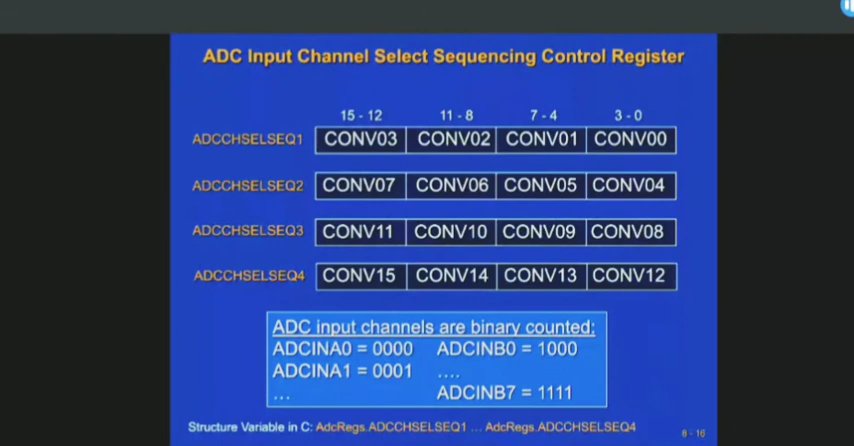 ADC Input Channel Select Sequencing Control Register
15 - 12 11 - 8 7 - 4 3 - 0
ADCCHSELSEQ1 CONV03 CONV02 CONV01 CONV00
ADCCHSELSEQ2 CONV07 CONV06 CONV05 CONV04
ADCCHSELSEQ3 CONV11 CONV10 CONV09 CONV08
ADCCHSELSEQ4 CONV15 CONV14 CONV13 CONV12
ADC input channels are binary counted:
ADCINA0 = 0000 ADCINB0 = 1000
ADCINA1 = 0001 ....
... ADCINB7 = 1111
Structure Variable in C: AdcRegs.ADCCHSELSEQ1 ... AdcRegs.ADCCHSELSEQ4
6 - 16